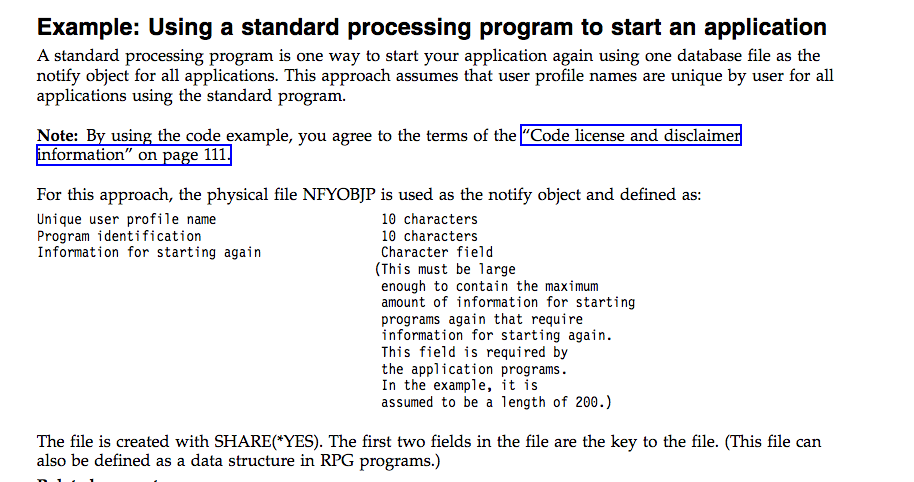 Example: Using a standard processing program to start an application
A standard processing program is one way to start your application again using one database file as the
notify object for all applications. This approach assumes that user profile names are unique by user for all
applications using the standard program.
Note: By using the code example, you agree to the terms of the “Code license and disclaimer
information” on page 111.
For this approach, the physical file NFYOBJP is used as the notify object and defined as:
Unique user profile name 10 characters
Program identification 10 characters
Information for starting again Character field
(This must be large
enough to contain the maximum
amount of information for starting
programs again that require
information for starting again.
This field is required by
the application programs.
In the example, it is
assumed to be a length of 200.)
The file is created with SHARE(*YES). The first two fields in the file are the key to the file. (This file can
also be defined as a data structure in RPG programs.)